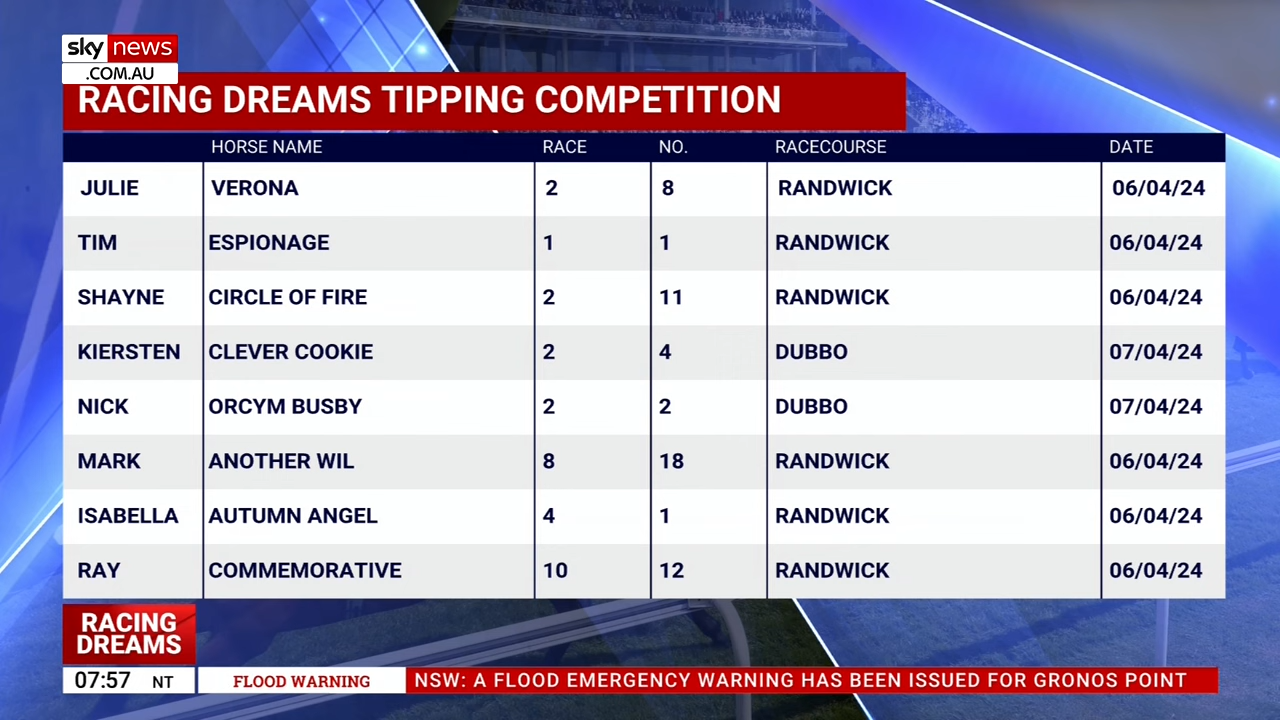 sky news
.COM.AU
RACING DREAMS TIPPING COMPETITION
HORSE NAME RACE NO. RACECOURSE DATE
JULIE VERONA 2 8 RANDWICK 06/04/24
TIM ESPIONAGE 1 1 RANDWICK 06/04/24
SHAYNE CIRCLE OF FIRE 2 11 RANDWICK 06/04/24
KIERSTEN CLEVER COOKIE 2 4 DUBBO 07/04/24
NICK ORCYM BUSBY 2 2 DUBBO 07/04/24
MARK ANOTHER WIL 8 18 RANDWICK 06/04/24
ISABELLA AUTUMN ANGEL 4 1 RANDWICK 06/04/24
RAY COMMEMORATIVE 10 12 RANDWICK 06/04/24
RACING
DREAMS
07:57 NT FLOOD WARNING NSW: A FLOOD EMERGENCY WARNING HAS BEEN ISSUED FOR GRONOS POINT